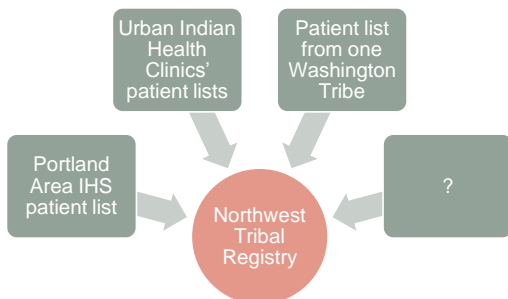 Urban Indian
Health
Clinics'
patient lists
Patient list
from one
Washington
Tribe
Portland
Area IHS
patient list
?
Northwest
Tribal
Registry